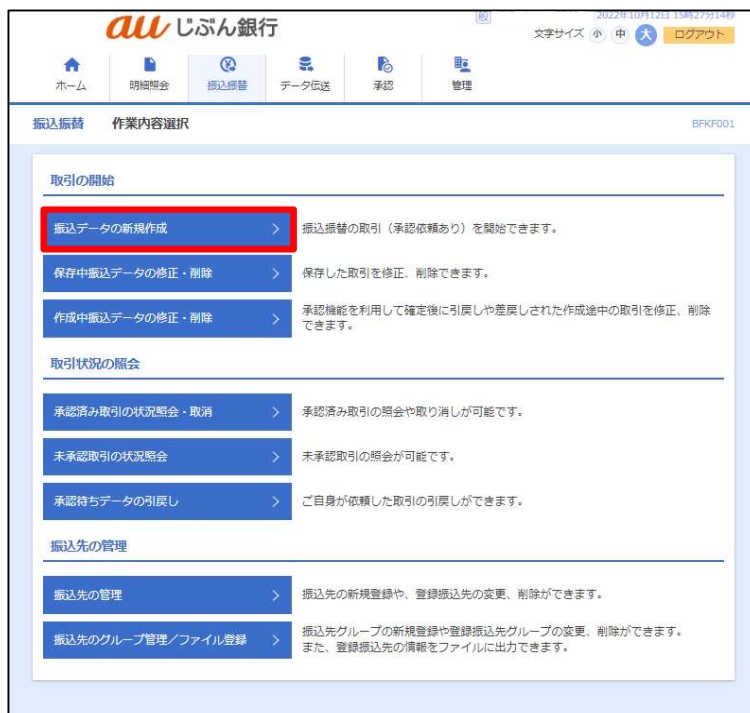 au じぶん銀行
般
2022年10月12日 15時27分14秒
文字サイズ 小 中 大 ログアウト
ホーム 明細照会 振込振替 データ伝送 承認 管理
振込振替 作業内容選択 BFKF001
取引の開始
振込データの新規作成 > 振込振替の取引（承認依頼あり）を開始できます。
保存中振込データの修正・削除 > 保存した取引を修正、削除できます。
作成中振込データの修正・削除 > 承認機能を利用して確定後に引戻しや差戻しされた作成途中の取引を修正、削除
できます。
取引状況の照会
承認済み取引の状況照会・取消 > 承認済み取引の照会や取り消しが可能です。
未承認取引の状況照会 > 未承認取引の照会が可能です。
承認待ちデータの引戻し > ご自身が依頼した取引の引戻しができます。
振込先の管理
振込先の管理 > 振込先の新規登録や、登録振込先の変更、削除ができます。
振込先のグループ管理／ファイル登録 > 振込先グループの新規登録や登録振込先グループの変更、削除ができます。
また、登録振込先の情報をファイルに出力できます。